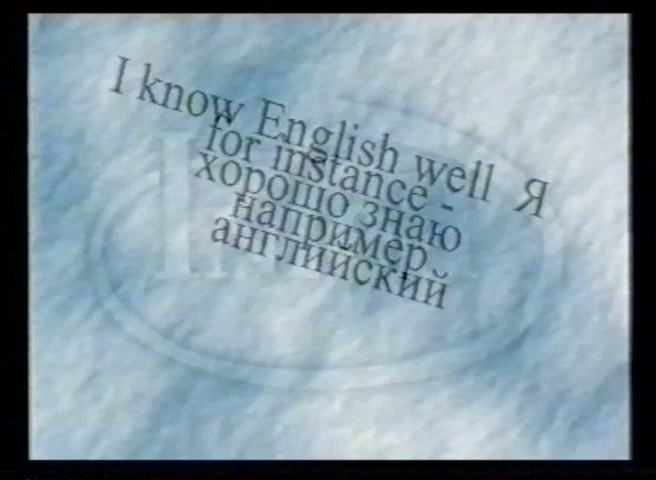 I know English well Я
for instance -
хорошо знаю
например
английский